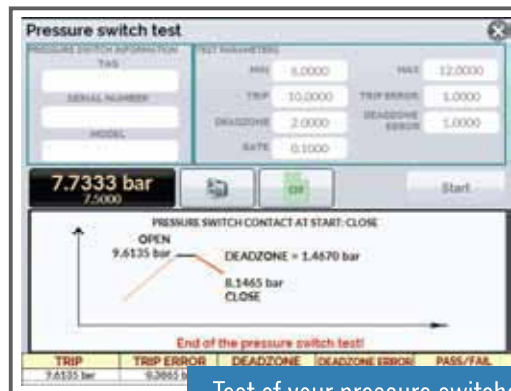 Pressure switch test
PRESSURE SWITCH INFORMATION
TAG
SERIAL NUMBER
MODEL
TEST PARAMETERS
MIN 6.0000 MAX 12.0000
TRIP 10.0000 TRIP ERROR 1.0000
DEADZONE 2.0000 DEADZONE ERROR 1.0000
RATE 0.1000
7.7333 bar
7.5000
Off
Start
PRESSURE SWITCH CONTACT AT START: CLOSE
OPEN
9.6135 bar
DEADZONE = 1.4670 bar
8.1465 bar
CLOSE
End of the pressure switch test!
TRIP TRIP ERROR DEADZONE DEADZONE ERROR PASS/FAIL
9.6135 bar 0.3865 b
Test of your pressure switch